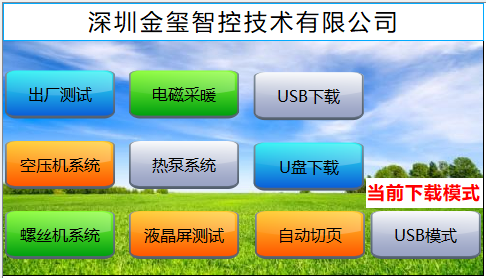 深圳金玺智控技术有限公司
出厂测试
电磁采暖
USB下载
空压机系统
热泵系统
U盘下载
当前下载模式
螺丝机系统
液晶屏测试
自动切页
USB模式